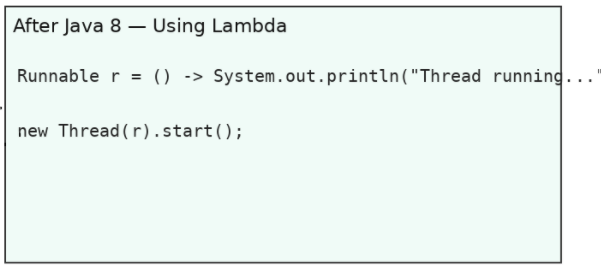 After Java 8 — Using Lambda
Runnable r = () -> System.out.println("Thread running..."
new Thread(r).start();